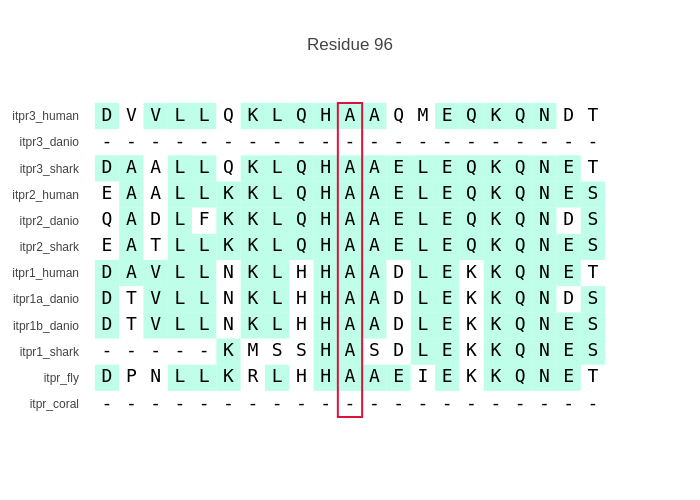 Residue 96
itpr3_human D V V L L Q K L Q H A A Q M E Q K Q N D T
itpr3_danio - - - - - - - - - - - - - - - - - - - - -
itpr3_shark D A A L L Q K L Q H A A E L E Q K Q N E T
itpr2_human E A A L L K K L Q H A A E L E Q K Q N E S
itpr2_danio Q A D L F K K L Q H A A E L E Q K Q N D S
itpr2_shark E A T L L K K L Q H A A E L E Q K Q N E S
itpr1_human D A V L L N K L H H A A D L E K K Q N E T
itpr1a_danio D T V L L N K L H H A A D L E K K Q N D S
itpr1b_danio D T V L L N K L H H A A D L E K K Q N E S
itpr1_shark - - - - - K M S S H A S D L E K K Q N E S
itpr_fly D P N L L K R L H H A A E I E K K Q N E T
itpr_coral - - - - - - - - - - - - - - - - - - - - -